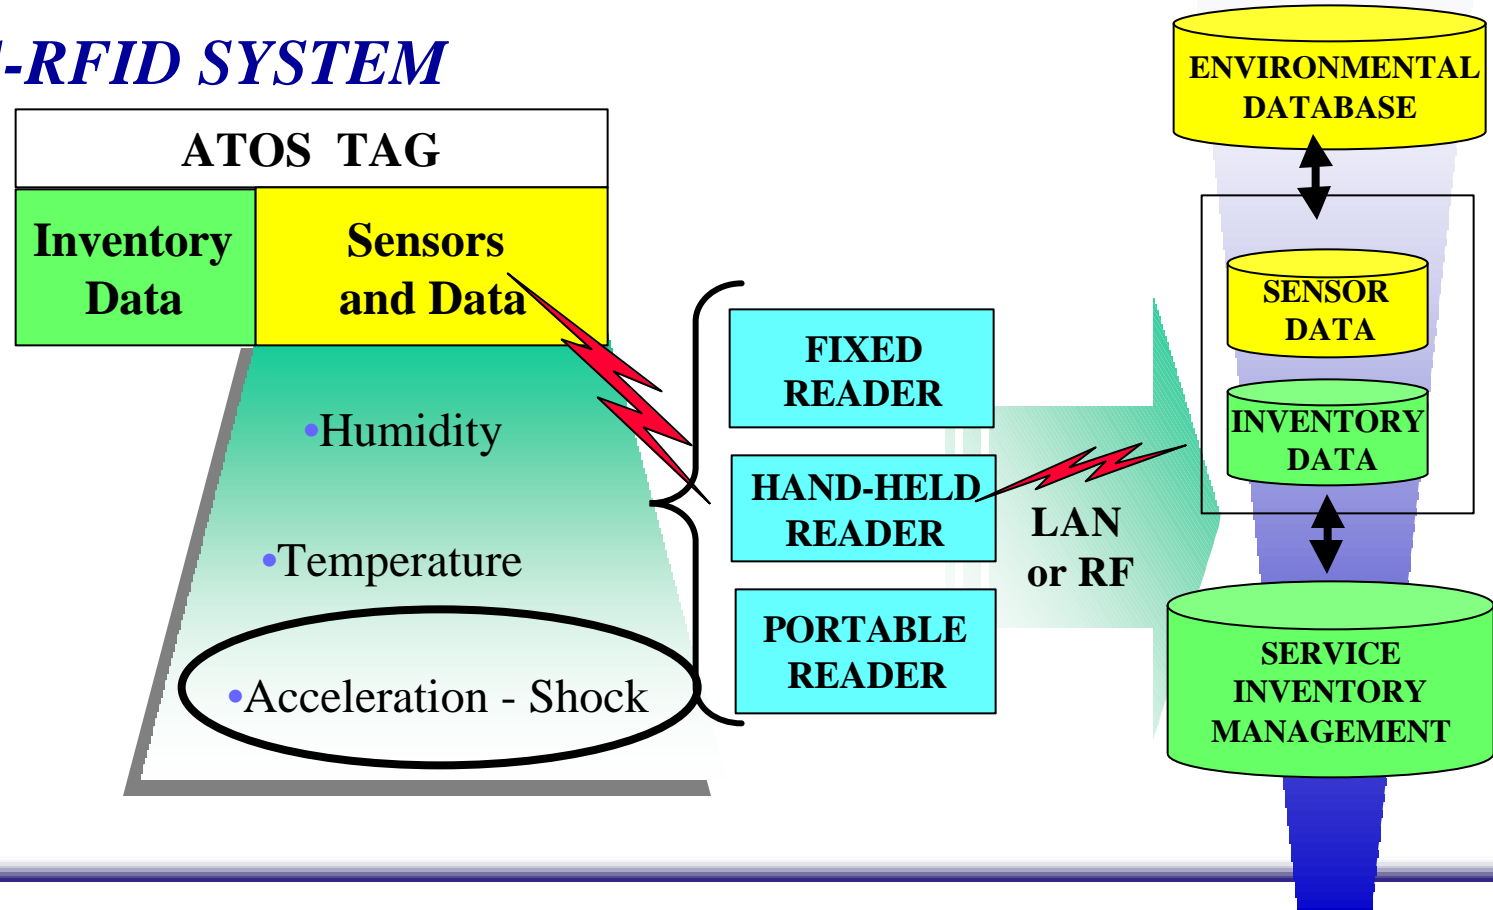 -RFID SYSTEM
ATOS TAG
Inventory
Data
Sensors
and Data
•Humidity
•Temperature
•Acceleration - Shock
FIXED
READER
HAND-HELD
READER
PORTABLE
READER
LAN
or RF
ENVIRONMENTAL
DATABASE
SENSOR
DATA
INVENTORY
DATA
SERVICE
INVENTORY
MANAGEMENT